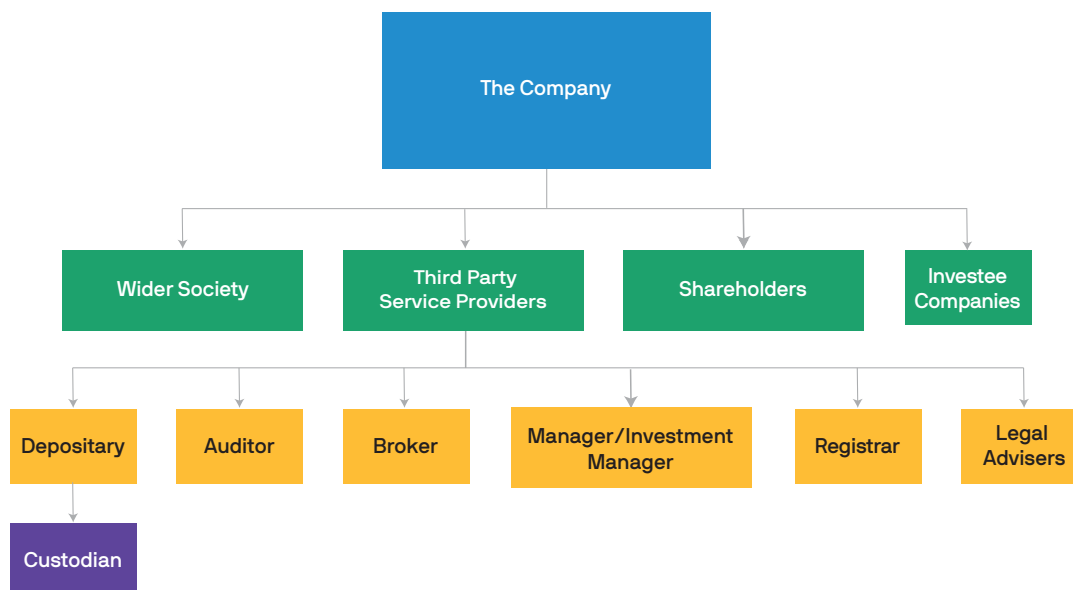 The Company
Wider Society
Third Party
Service Providers
Shareholders
Investee
Companies
Depositary
Auditor
Broker
Manager/Investment
Manager
Registrar
Legal
Advisers
Custodian